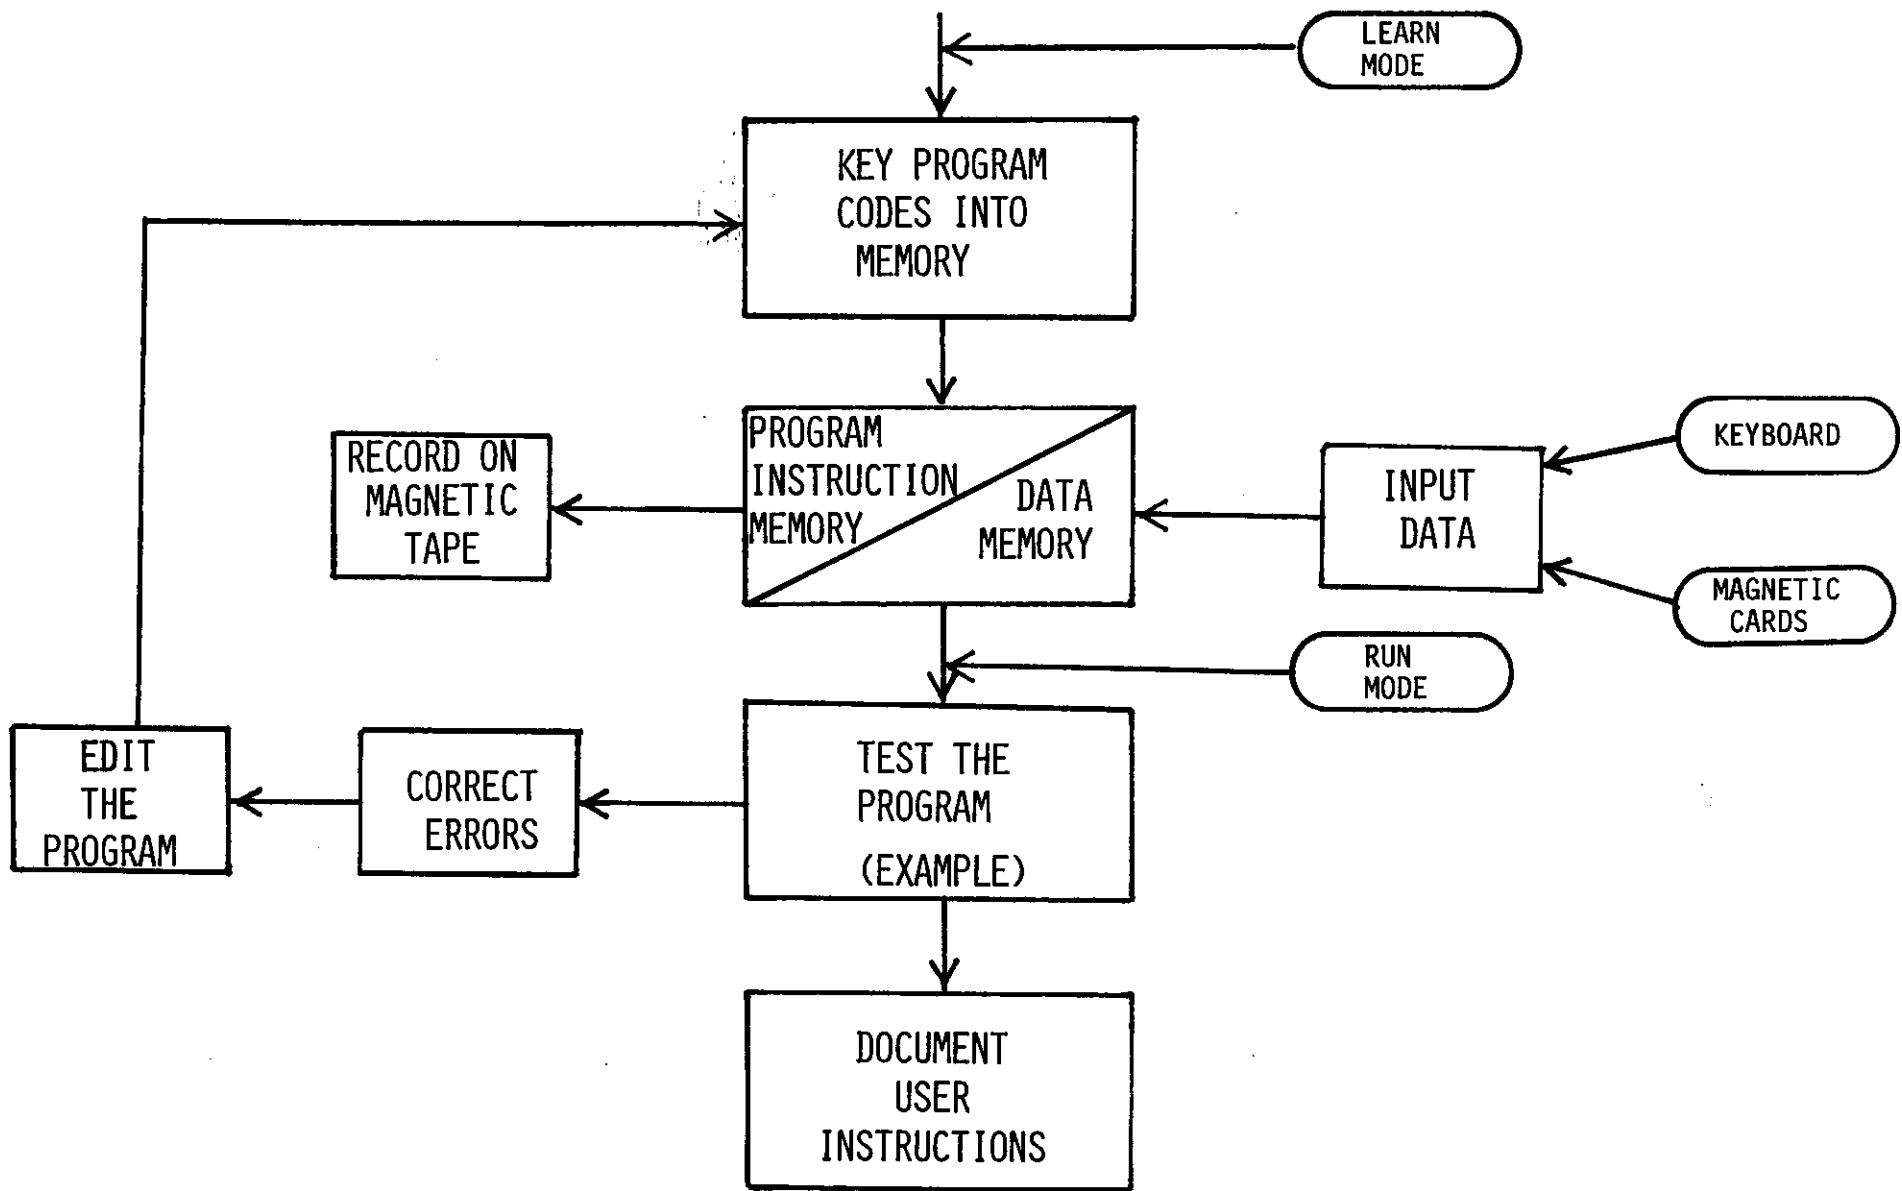 LEARN
MODE
KEY PROGRAM
CODES INTO
MEMORY
RECORD ON
MAGNETIC
TAPE
PROGRAM
INSTRUCTION
MEMORY
DATA
MEMORY
INPUT
DATA
KEYBOARD
MAGNETIC
CARDS
RUN
MODE
EDIT
THE
PROGRAM
CORRECT
ERRORS
TEST THE
PROGRAM
(EXAMPLE)
DOCUMENT
USER
INSTRUCTIONS